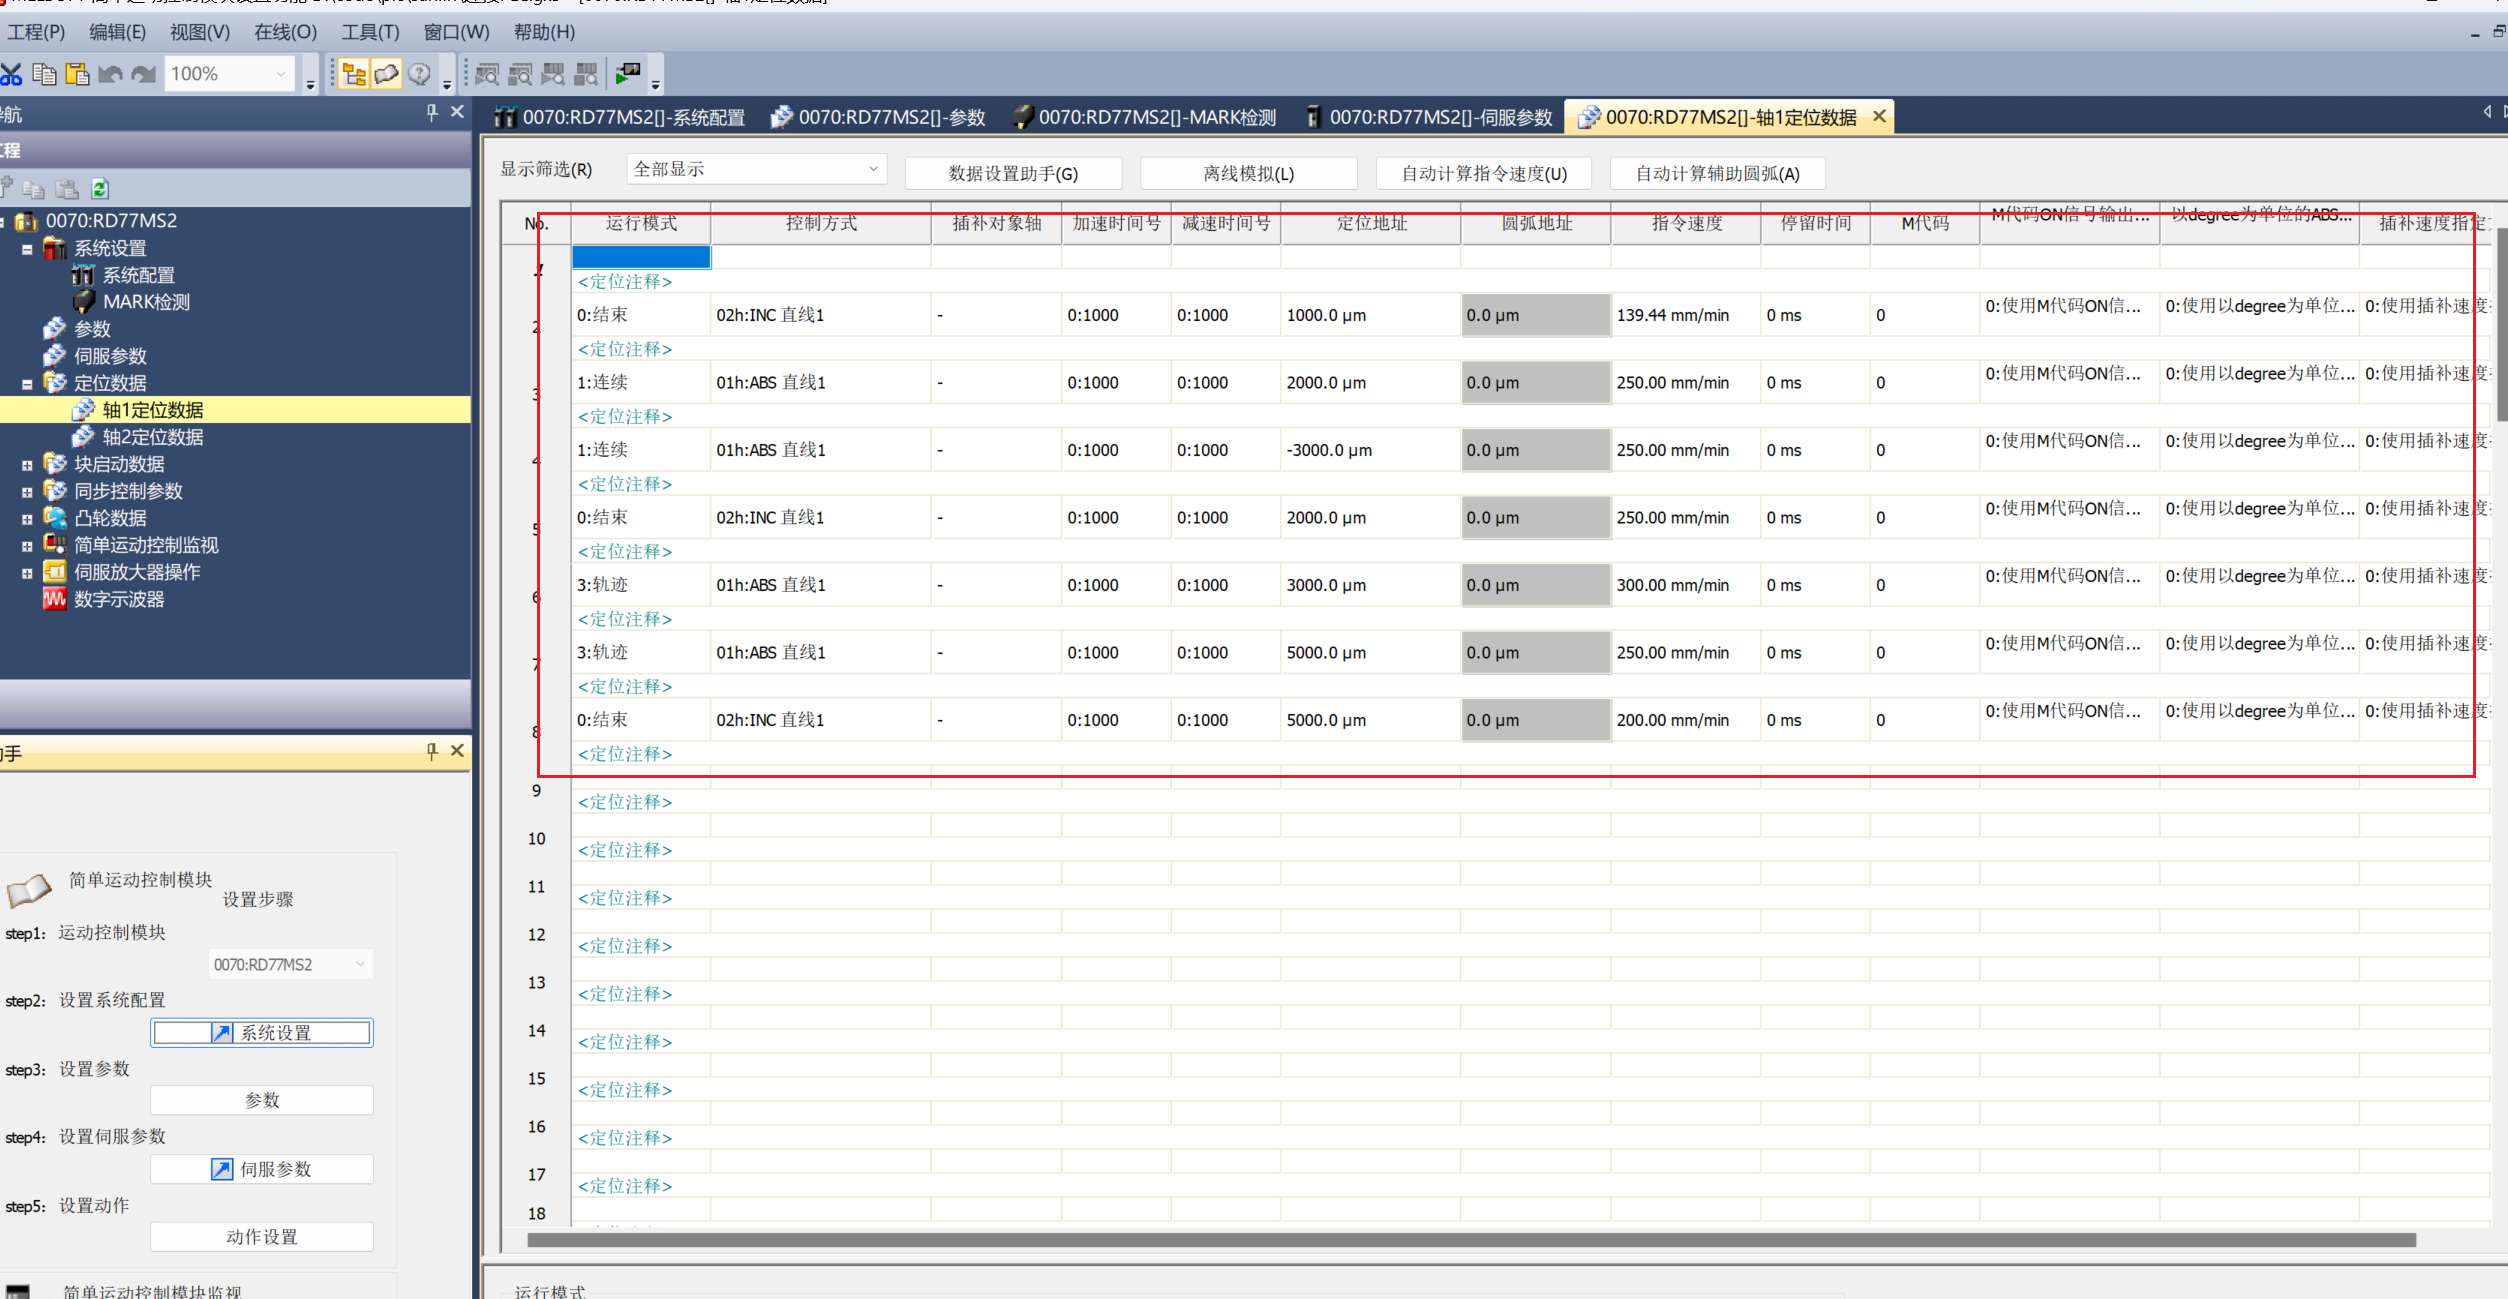 工程(P) 编辑(E) 视图(V) 在线(O) 工具(T) 窗口(W) 帮助(H)
100%
航
程
0070:RD77MS2
系统设置
系统配置
MARK检测
参数
伺服参数
定位数据
轴1定位数据
轴2定位数据
块启动数据
同步控制参数
凸轮数据
简单运动控制监视
伺服放大器操作
数字示波器
手
简单运动控制模块
设置步骤
step1: 运动控制模块
0070:RD77MS2
step2: 设置系统配置
系统设置
step3: 设置参数
参数
step4: 设置伺服参数
伺服参数
step5: 设置动作
动作设置
简单运动控制模块监视
0070:RD77MS2[]-系统配置 0070:RD77MS2[]-参数 0070:RD77MS2[]-MARK检测 0070:RD77MS2[]-伺服参数 0070:RD77MS2[]-轴1定位数据
显示筛选(R) 全部显示 数据设置助手(G) 离线模拟(L) 自动计算指令速度(U) 自动计算辅助圆弧(A)
No. 运行模式 控制方式 插补对象轴 加速时间号 减速时间号 定位地址 圆弧地址 指令速度 停留时间 M代码 M代码ON信号输出... 以degree为单位的ABS... 插补速度指定
1
<定位注释>
2 0:结束 02h:INC 直线1 - 0:1000 0:1000 1000.0 μm 0.0 μm 139.44 mm/min 0 ms 0 0:使用M代码ON信... 0:使用以degree为单位... 0:使用插补速度
<定位注释>
3 1:连续 01h:ABS 直线1 - 0:1000 0:1000 2000.0 μm 0.0 μm 250.00 mm/min 0 ms 0 0:使用M代码ON信... 0:使用以degree为单位... 0:使用插补速度
<定位注释>
4 1:连续 01h:ABS 直线1 - 0:1000 0:1000 -3000.0 μm 0.0 μm 250.00 mm/min 0 ms 0 0:使用M代码ON信... 0:使用以degree为单位... 0:使用插补速度
<定位注释>
5 0:结束 02h:INC 直线1 - 0:1000 0:1000 2000.0 μm 0.0 μm 250.00 mm/min 0 ms 0 0:使用M代码ON信... 0:使用以degree为单位... 0:使用插补速度
<定位注释>
6 3:轨迹 01h:ABS 直线1 - 0:1000 0:1000 3000.0 μm 0.0 μm 300.00 mm/min 0 ms 0 0:使用M代码ON信... 0:使用以degree为单位... 0:使用插补速度
<定位注释>
7 3:轨迹 01h:ABS 直线1 - 0:1000 0:1000 5000.0 μm 0.0 μm 250.00 mm/min 0 ms 0 0:使用M代码ON信... 0:使用以degree为单位... 0:使用插补速度
<定位注释>
8 0:结束 02h:INC 直线1 - 0:1000 0:1000 5000.0 μm 0.0 μm 200.00 mm/min 0 ms 0 0:使用M代码ON信... 0:使用以degree为单位... 0:使用插补速度
<定位注释>
9
<定位注释>
10
<定位注释>
11
<定位注释>
12
<定位注释>
13
<定位注释>
14
<定位注释>
15
<定位注释>
16
<定位注释>
17
<定位注释>
18
运行模式